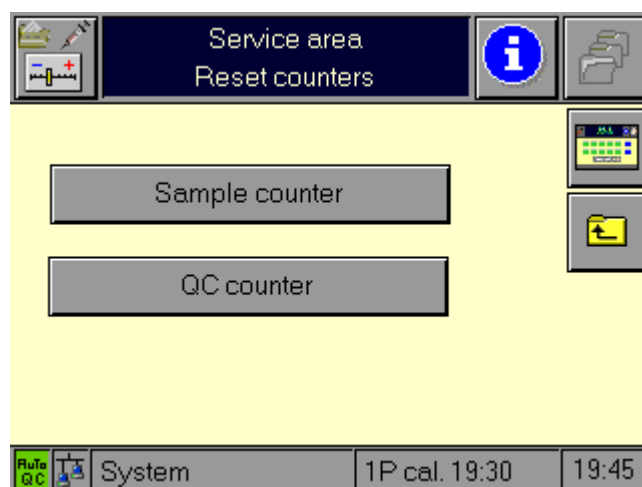 Service area
Reset counters
Sample counter
QC counter
AuTo
QC
System
1P cal. 19:30
19:45